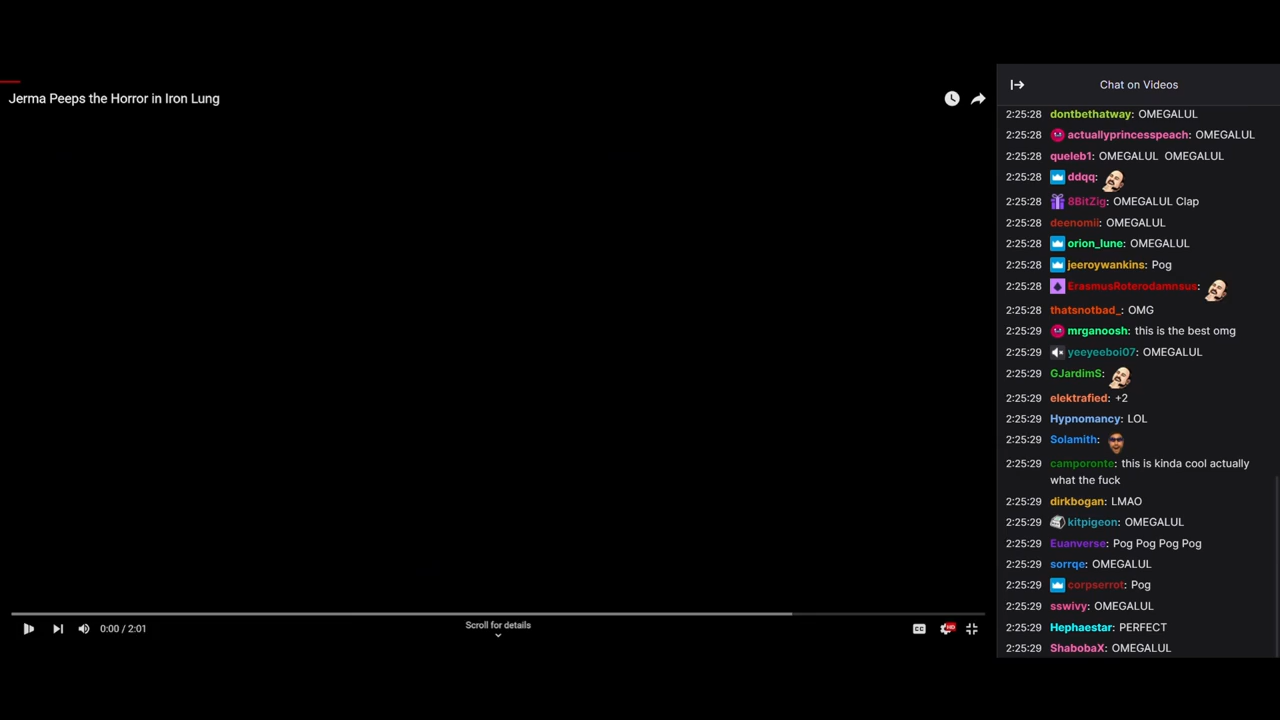 Jerma Peeps the Horror in Iron Lung
Chat on Videos
2:25:28 dontbethatway: OMEGALUL
2:25:28 actuallyprincesspeach: OMEGALUL
2:25:28 queleb1: OMEGALUL OMEGALUL
2:25:28 ddqq:
2:25:28 8BitZig: OMEGALUL Clap
2:25:28 deenomii: OMEGALUL
2:25:28 orion_lune: OMEGALUL
2:25:28 jeeroywankins: Pog
2:25:28 ErasmusRoterodamnsus:
2:25:28 thatsnotbad_: OMG
2:25:29 mrganoosh: this is the best omg
2:25:29 yeeyeeboi07: OMEGALUL
2:25:29 GJardimS:
2:25:29 elektrafied: +2
2:25:29 Hypnomancy: LOL
2:25:29 Solamith:
2:25:29 camporonte: this is kinda cool actually
what the fuck
2:25:29 dirkbogan: LMAO
2:25:29 kitpigeon: OMEGALUL
2:25:29 Euanverse: Pog Pog Pog Pog
2:25:29 sorrqe: OMEGALUL
2:25:29 corpserrot: Pog
2:25:29 sswivy: OMEGALUL
2:25:29 Hephaestar: PERFECT
2:25:29 ShabobaX: OMEGALUL
0:00 / 2:01
Scroll for details
CC
HD